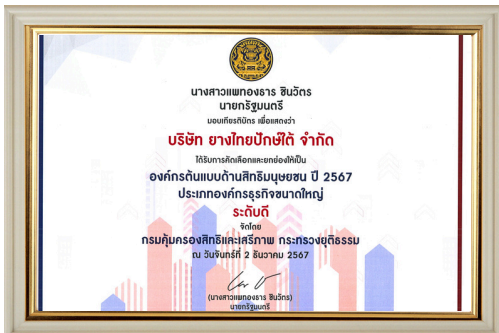 นางสาวแพทองธาร ชินวัตร
นายกรัฐมนตรี
มอบเกียรติบัตร เพื่อแสดงว่า
บริษัท ยางไทยปักษ์ใต้ จำกัด
ได้รับการคัดเลือกและยกย่องให้เป็น
องค์กรต้นแบบด้านสิทธิมนุษยชน ปี 2567
ประเภทองค์กรธุรกิจขนาดใหญ่
ระดับดี
จัดโดย
กรมคุ้มครองสิทธิและเสรีภาพ กระทรวงยุติธรรม
ณ วันจันทร์ที่ 2 ธันวาคม 2567
(นางสาวแพทองธาร ชินวัตร)
นายกรัฐมนตรี